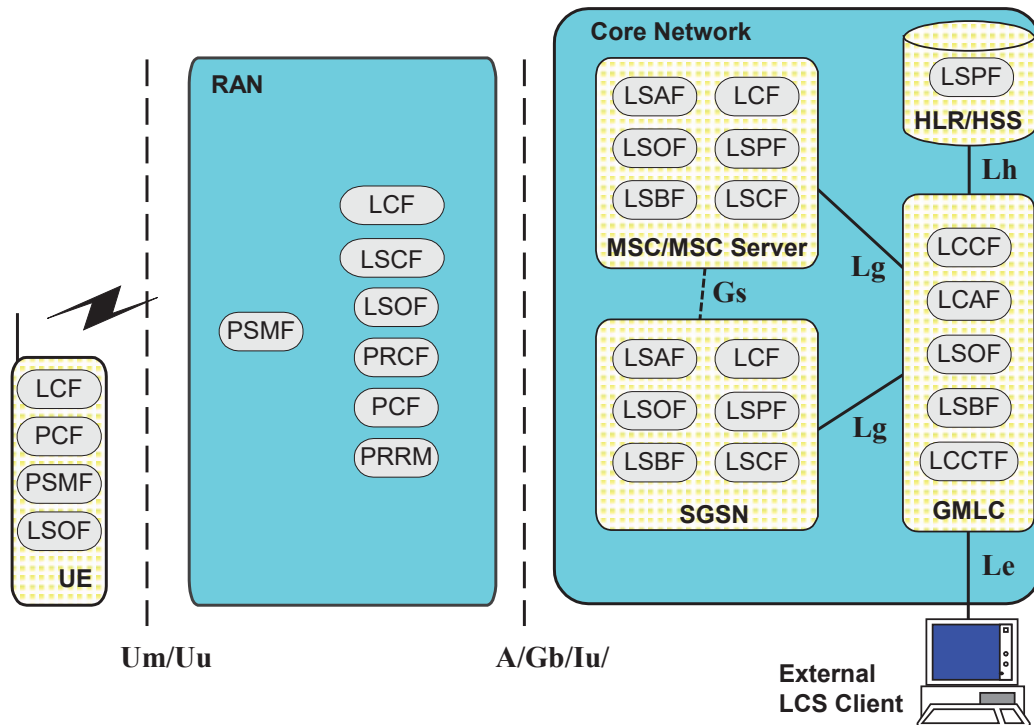 Core Network
RAN
LSPF
HLR/HSS
LSAF LCF
LSOF LSPF
LSBF LSCF
MSC/MSC Server
Lh
Lg
Gs
LCF
LSCF
LSOF
PRCF
PCF
PRRM
PSMF
LSAF LCF
LSOF LSPF
LSBF LSCF
SGSN
Lg
LCCF
LCAF
LSOF
LSBF
LCCTF
GMLC
LCF
PCF
PSMF
LSOF
UE
Le
Um/Uu
A/Gb/Iu/
External
LCS Client